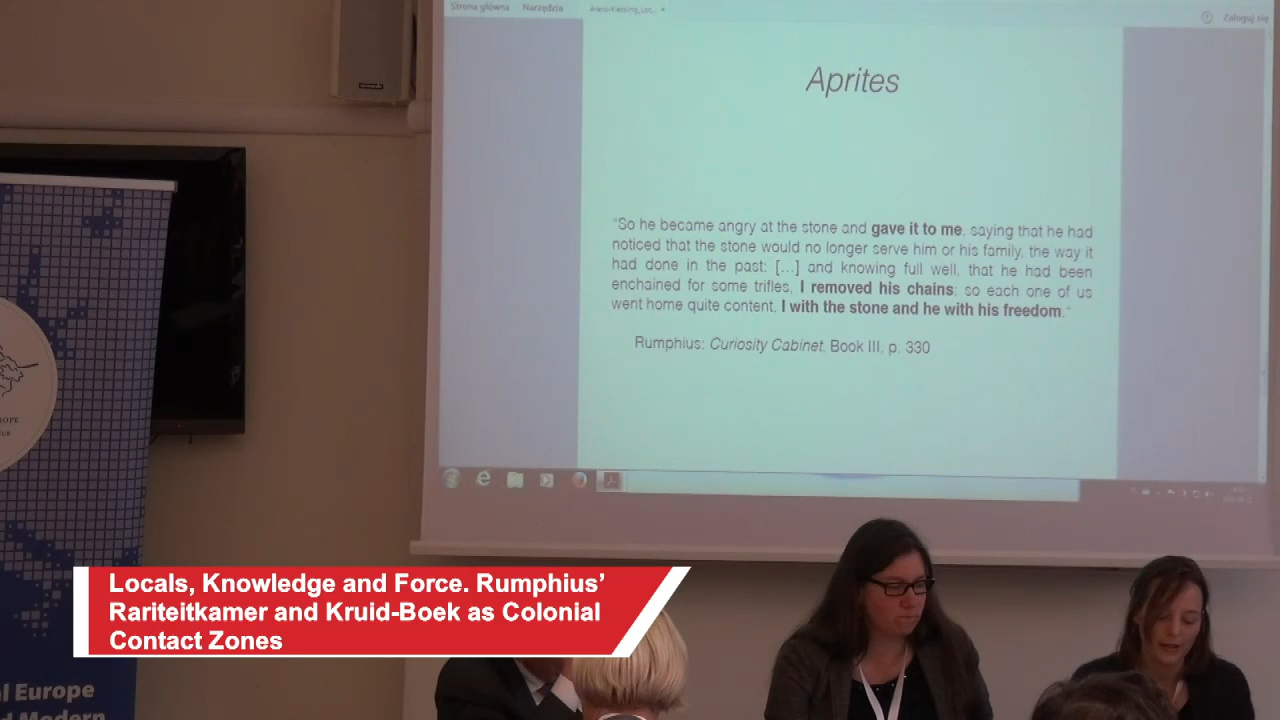 Strona główna Narzędzia
Zaloguj się
Aprites
“So he became angry at the stone and gave it to me, saying that he had
noticed that the stone would no longer serve him or his family, the way it
had done in the past: [...] and knowing full well, that he had been
enchained for some trifles, I removed his chains; so each one of us
went home quite content, I with the stone and he with his freedom.”
Rumphius: Curiosity Cabinet, Book III, p. 330
Locals, Knowledge and Force. Rumphius’
Rariteitkamer and Kruid-Boek as Colonial
Contact Zones
Europe